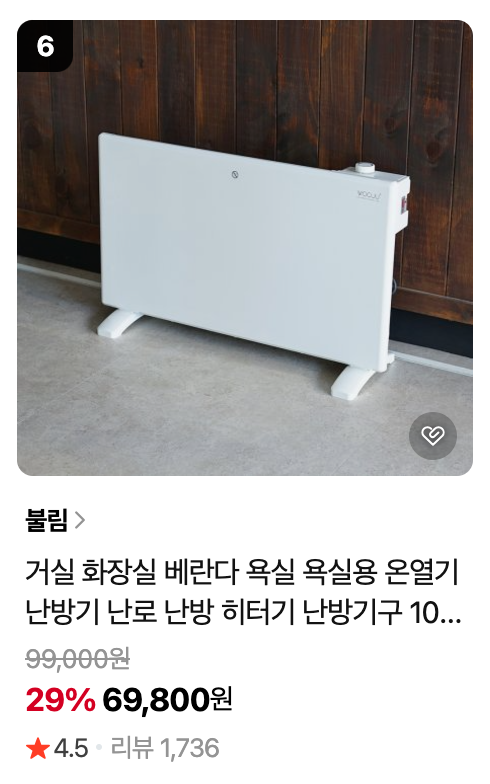 6
불림 >
거실 화장실 베란다 욕실 욕실용 온열기
난방기 난로 난방 히터기 난방기구 10...
99,000원
29% 69,800원
★ 4.5 • 리뷰 1,736